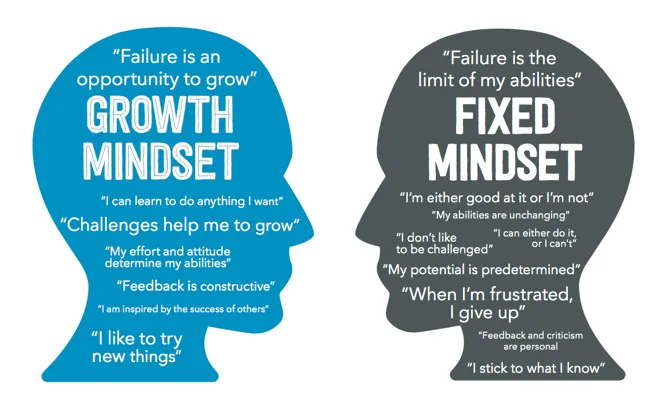 “Failure is an
opportunity to grow”
GROWTH
MINDSET
“I can learn to do anything I want”
“Challenges help me to grow”
“My effort and attitude
determine my abilities”
“Feedback is constructive”
“I am inspired by the success of others”
“I like to try
new things”
“Failure is the
limit of my abilities”
FIXED
MINDSET
“I’m either good at it or I’m not”
“My abilities are unchanging”
“I don’t like
to be challenged”
“I can either do it,
or I can’t”
“My potential is predetermined”
“When I’m frustrated,
I give up”
“Feedback and criticism
are personal
“I stick to what I know”